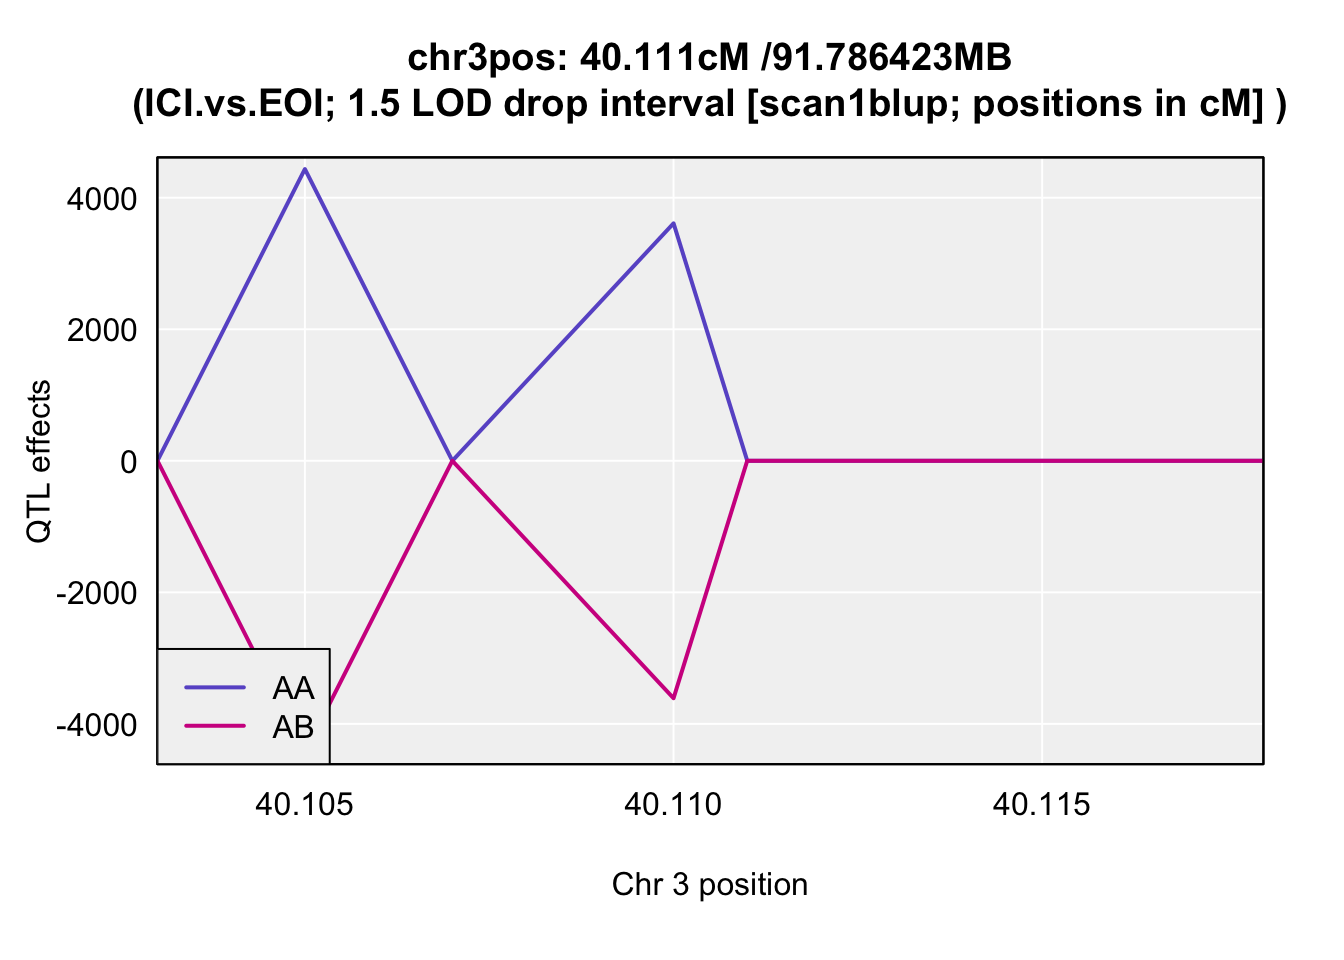 chr3pos: 40.111cM /91.786423MB
(ICI.vs.EOI; 1.5 LOD drop interval [scan1blup; positions in cM] )
QTL effects
4000
2000
0
-2000
-4000
AA
AB
40.105 40.110 40.115
Chr 3 position